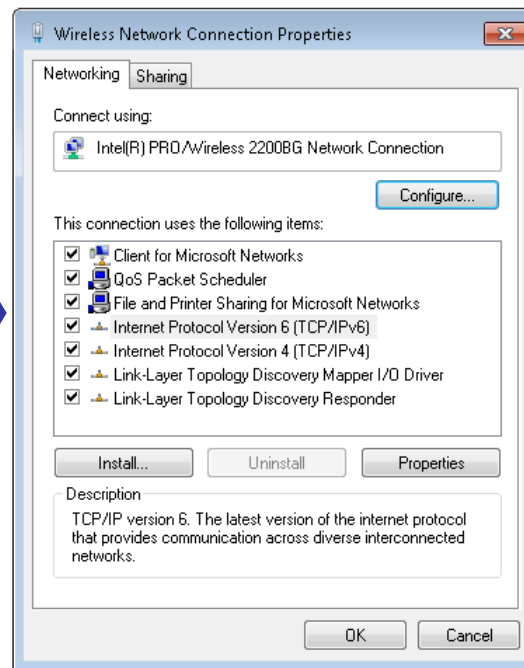 Wireless Network Connection Properties
Networking
Sharing
Connect using:
Intel(R) PRO/Wireless 2200BG Network Connection
Configure...
This connection uses the following items:
Client for Microsoft Networks
QoS Packet Scheduler
File and Printer Sharing for Microsoft Networks
Internet Protocol Version 6 (TCP/IPv6)
Internet Protocol Version 4 (TCP/IPv4)
Link-Layer Topology Discovery Mapper I/O Driver
Link-Layer Topology Discovery Responder
Install...
Uninstall
Properties
Description
TCP/IP version 6. The latest version of the internet protocol
that provides communication across diverse interconnected
networks.
OK
Cancel